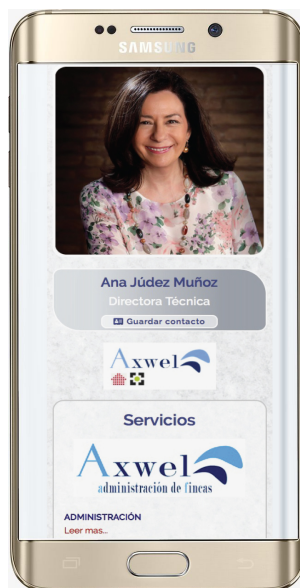 SAMSUNG
Ana Júdez Muñoz
Directora Técnica
Guardar contacto
Axwel
Servicios
Axwel
administración de fincas
ADMINISTRACIÓN
Leer mas...